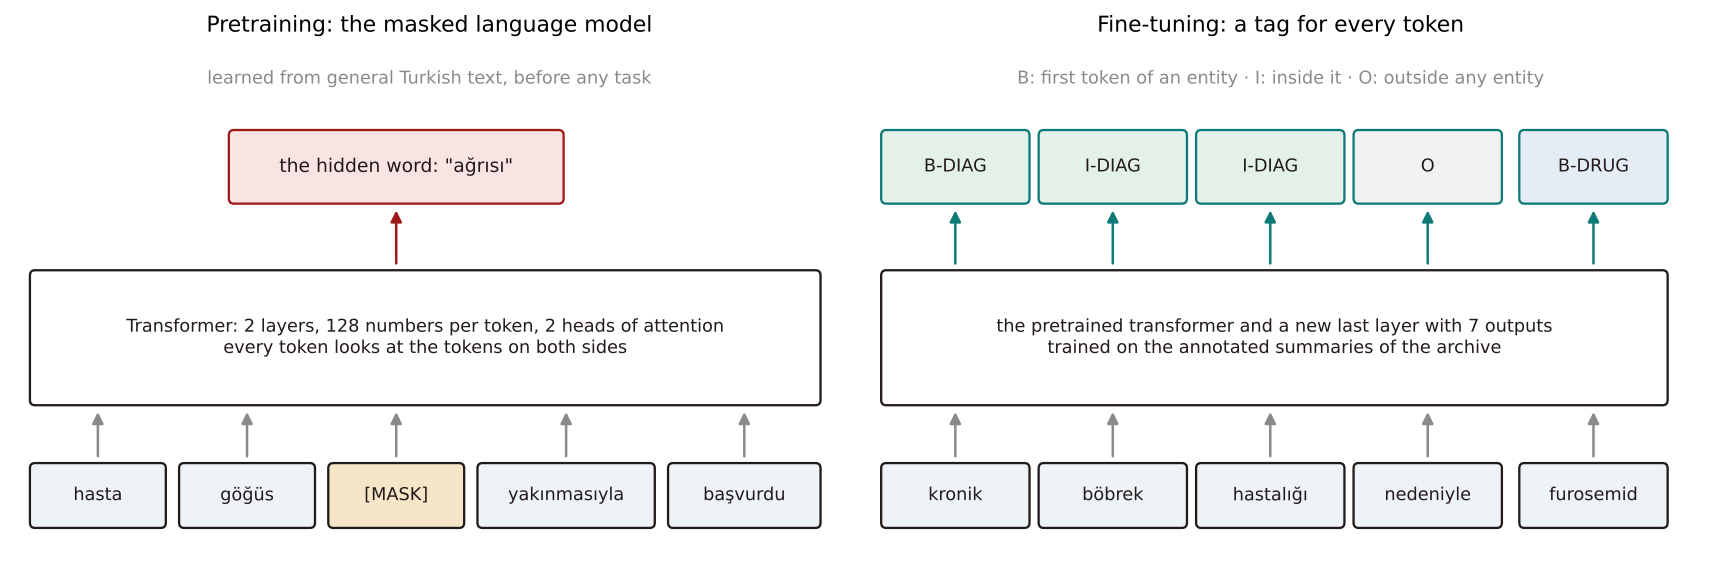 Pretraining: the masked language model
learned from general Turkish text, before any task
the hidden word: "ağrısı"
Transformer: 2 layers, 128 numbers per token, 2 heads of attention
every token looks at the tokens on both sides
hasta
göğüs
[MASK]
yakınmasıyla
başvurdu
Fine-tuning: a tag for every token
B: first token of an entity · I: inside it · O: outside any entity
B-DIAG
I-DIAG
I-DIAG
O
B-DRUG
the pretrained transformer and a new last layer with 7 outputs
trained on the annotated summaries of the archive
kronik
böbrek
hastalığı
nedeniyle
furosemid